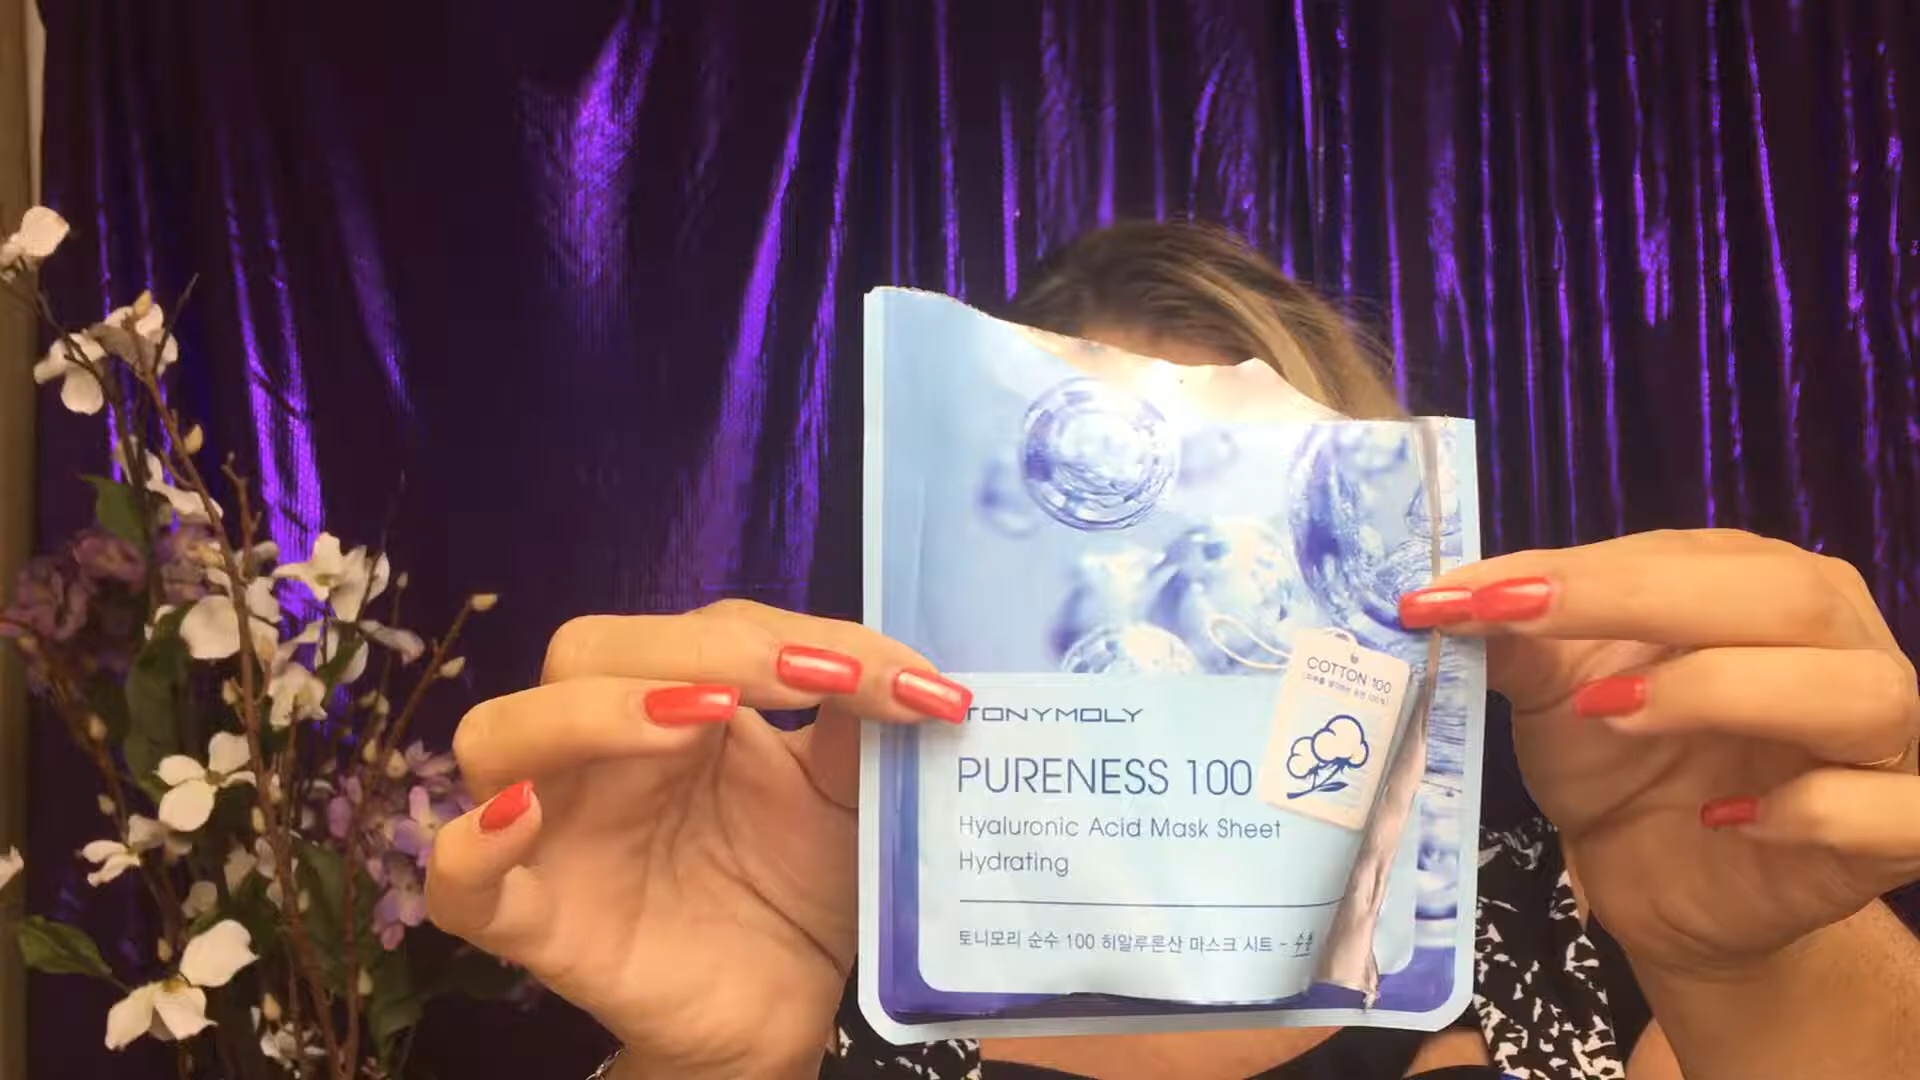 COTTON 100
TONYMOLY
PURENESS 100
Hyaluronic Acid Mask Sheet
Hydrating
토니모리 순수 100 히알루론산 마스크 시트 - 수분